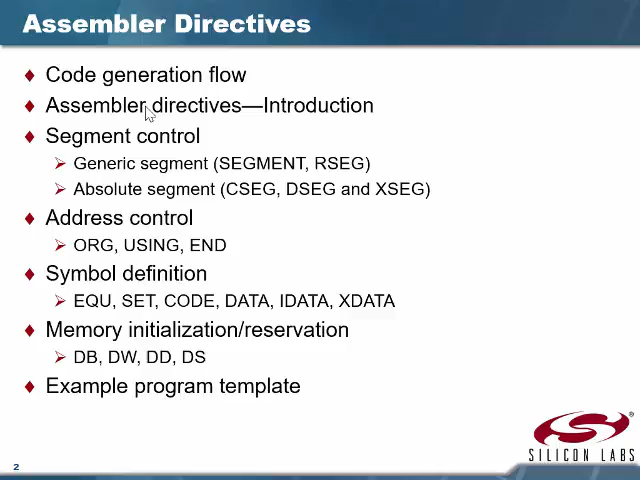 Assembler Directives
Code generation flow
Assembler directives—Introduction
Segment control
Generic segment (SEGMENT, RSEG)
Absolute segment (CSEG, DSEG and XSEG)
Address control
ORG, USING, END
Symbol definition
EQU, SET, CODE, DATA, IDATA, XDATA
Memory initialization/reservation
DB, DW, DD, DS
Example program template
®
SILICON LABS
2